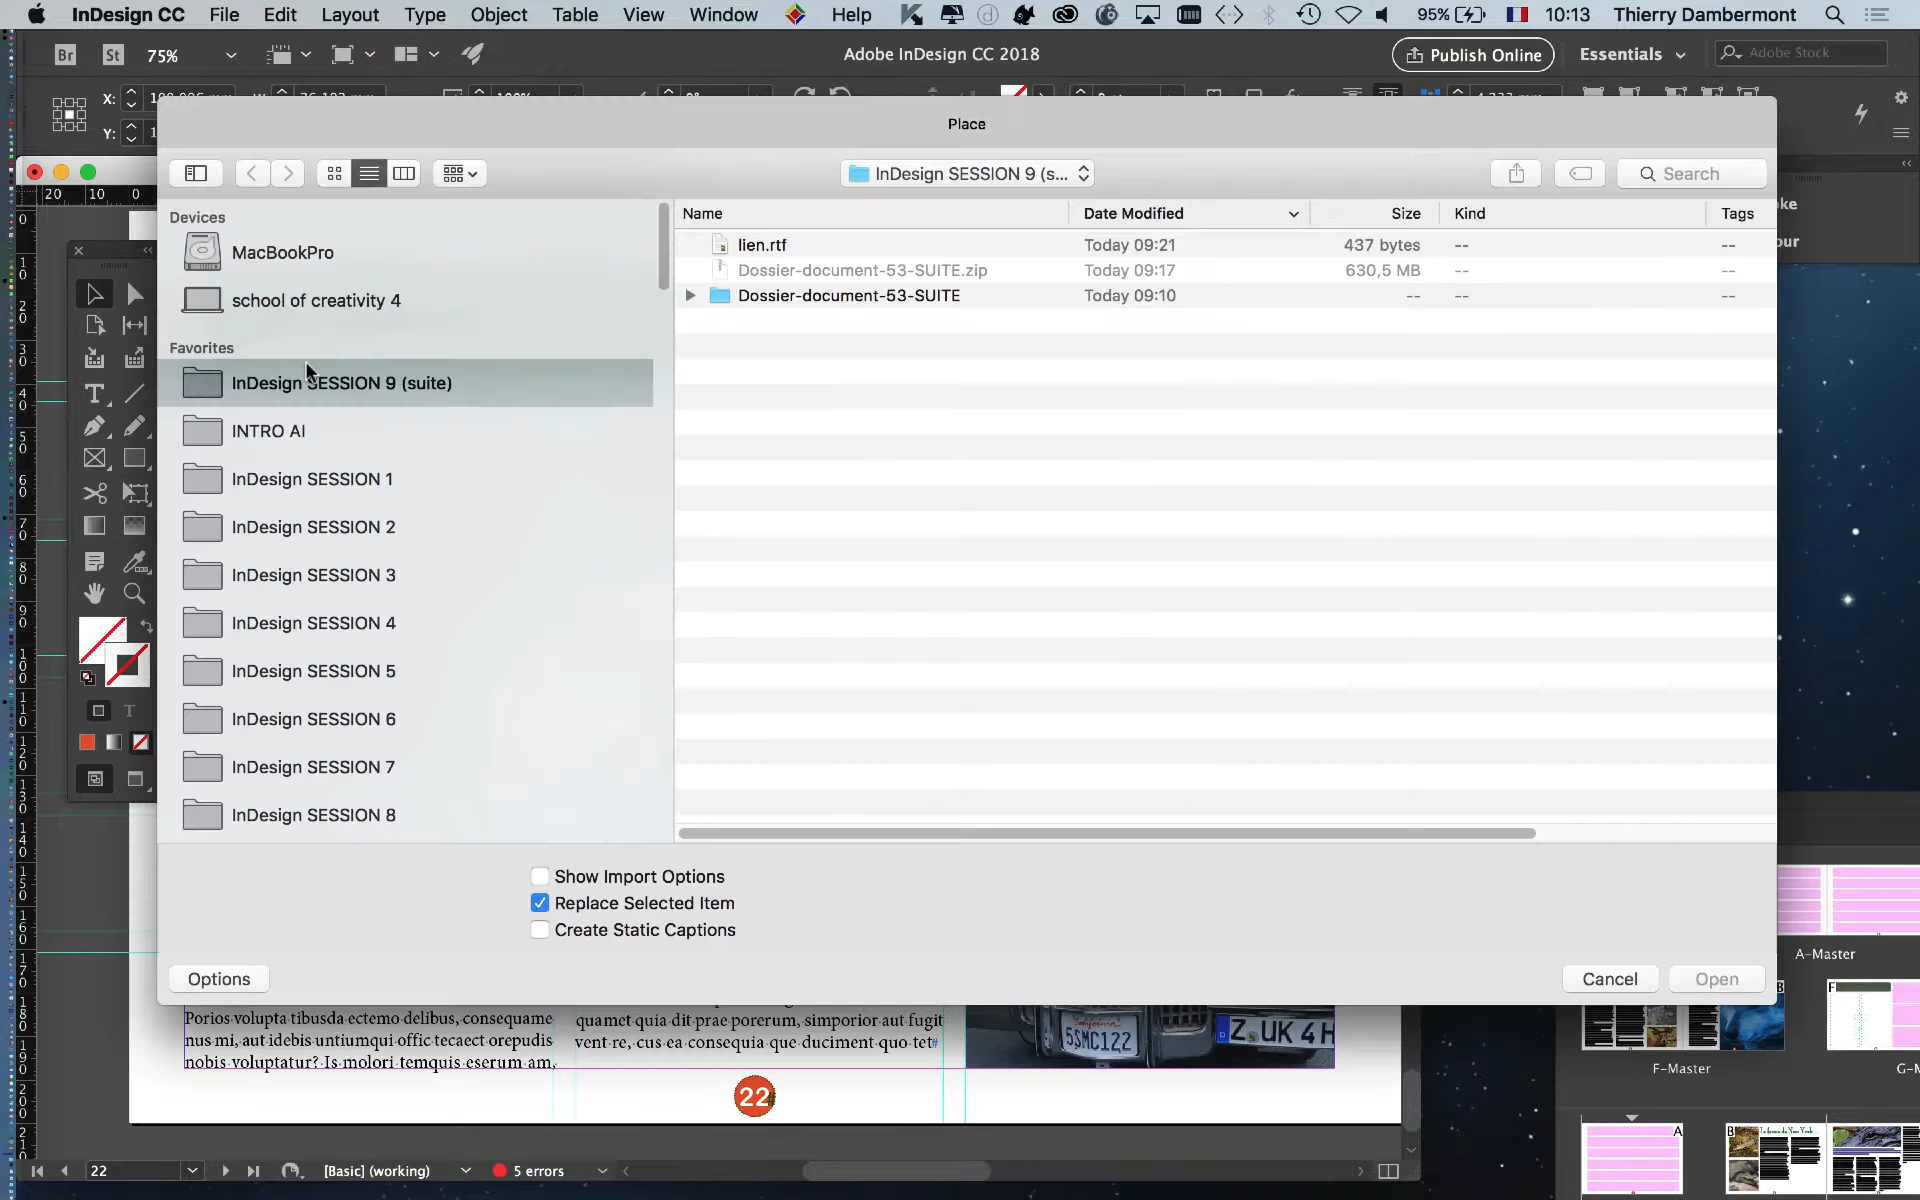 InDesign CC File Edit Layout Type Object Table View Window Help 95% 10:13 Thierry Dambermont
Br St 75% Adobe InDesign CC 2018 Publish Online Essentials Adobe Stock
X:
Y:
Place
InDesign SESSION 9 (s... Search
20 10 0
Devices
MacBookPro
school of creativity 4
Favorites
InDesign SESSION 9 (suite)
INTRO AI
InDesign SESSION 1
InDesign SESSION 2
InDesign SESSION 3
InDesign SESSION 4
InDesign SESSION 5
InDesign SESSION 6
InDesign SESSION 7
InDesign SESSION 8
Name Date Modified Size Kind Tags
lien.rtf Today 09:21 437 bytes -- --
Dossier-document-53-SUITE.zip Today 09:17 630,5 MB -- --
Dossier-document-53-SUITE Today 09:10 -- -- --
Show Import Options
Replace Selected Item
Create Static Captions
Options Cancel Open
A-Master
F-Master
Porios volupta tibusda ectemo delibus, consequame
nus mi, aut idebis untiumqui offic tecaect orepudis
nobis voluptatur? Is molori temquis eserum am,
quamet quia dit prae porerum, simporior aut fugit
vent re, cus ea consequia que duciment quo tet#
5SMC122
Z UK 4 H
22
22 [Basic] (working) 5 errors